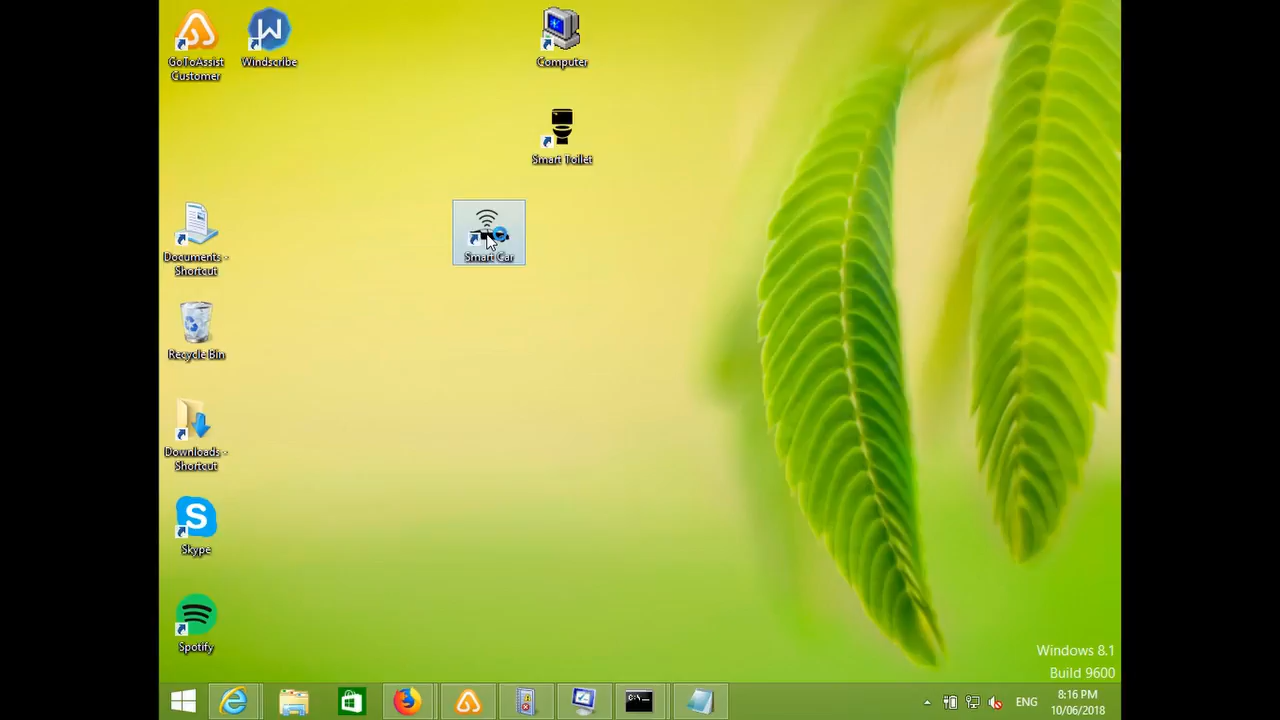 GoToAssist
Customer
Windscribe
Computer
Smart Toilet
Documents -
Shortcut
Smart Car
Recycle Bin
Downloads -
Shortcut
S
Skype
Spotify
Windows 8.1
Build 9600
C:\
ENG
8:16 PM
10/06/2018